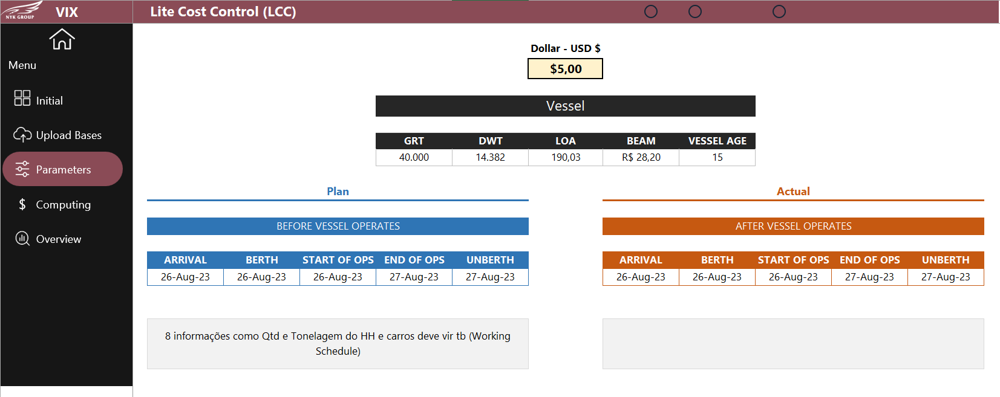 NYK GROUP
VIX
Lite Cost Control (LCC)
Menu
Initial
Upload Bases
Parameters
$ Computing
Overview
Dollar - USD $
$5,00
Vessel
GRT DWT LOA BEAM VESSEL AGE
40.000 14.382 190,03 R$ 28,20 15
Plan
BEFORE VESSEL OPERATES
ARRIVAL BERTH START OF OPS END OF OPS UNBERTH
26-Aug-23 26-Aug-23 26-Aug-23 27-Aug-23 27-Aug-23
8 informações como Qtd e Tonelagem do HH e carros deve vir tb (Working
Schedule)
Actual
AFTER VESSEL OPERATES
ARRIVAL BERTH START OF OPS END OF OPS UNBERTH
26-Aug-23 26-Aug-23 26-Aug-23 27-Aug-23 27-Aug-23